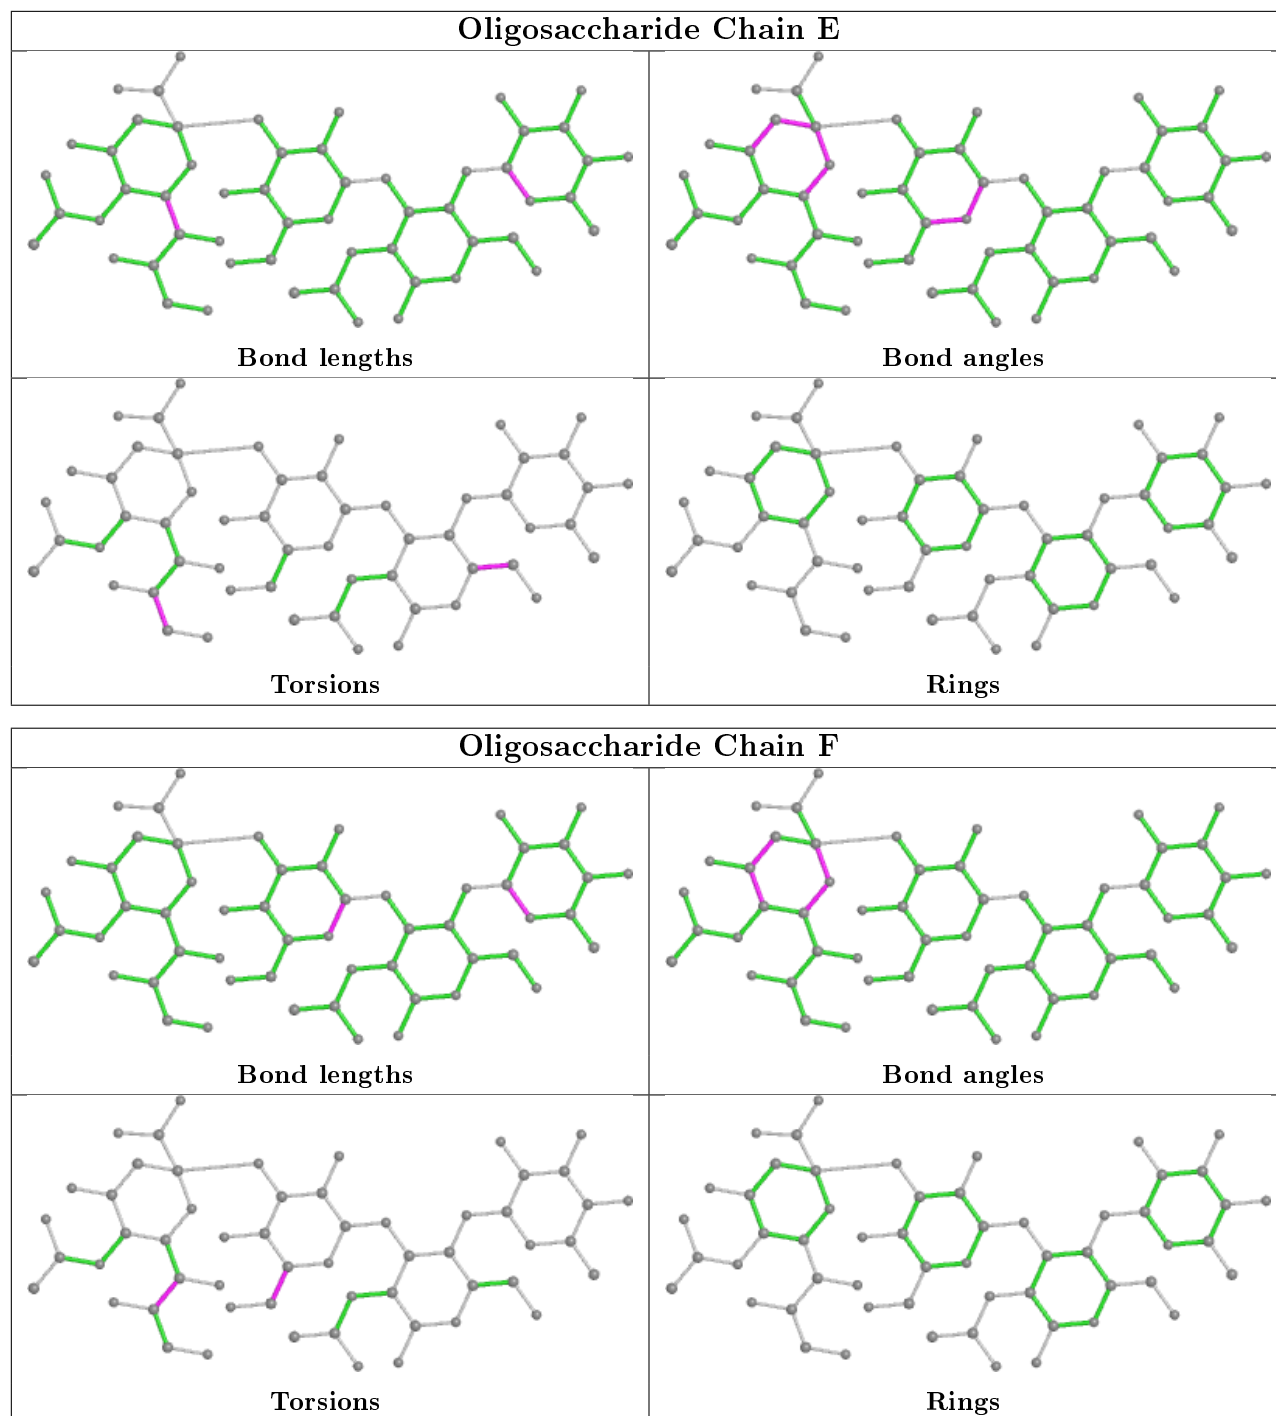 Oligosaccharide Chain E
Bond lengths
Bond angles
Torsions
Rings
Oligosaccharide Chain F
Bond lengths
Bond angles
Torsions
Rings